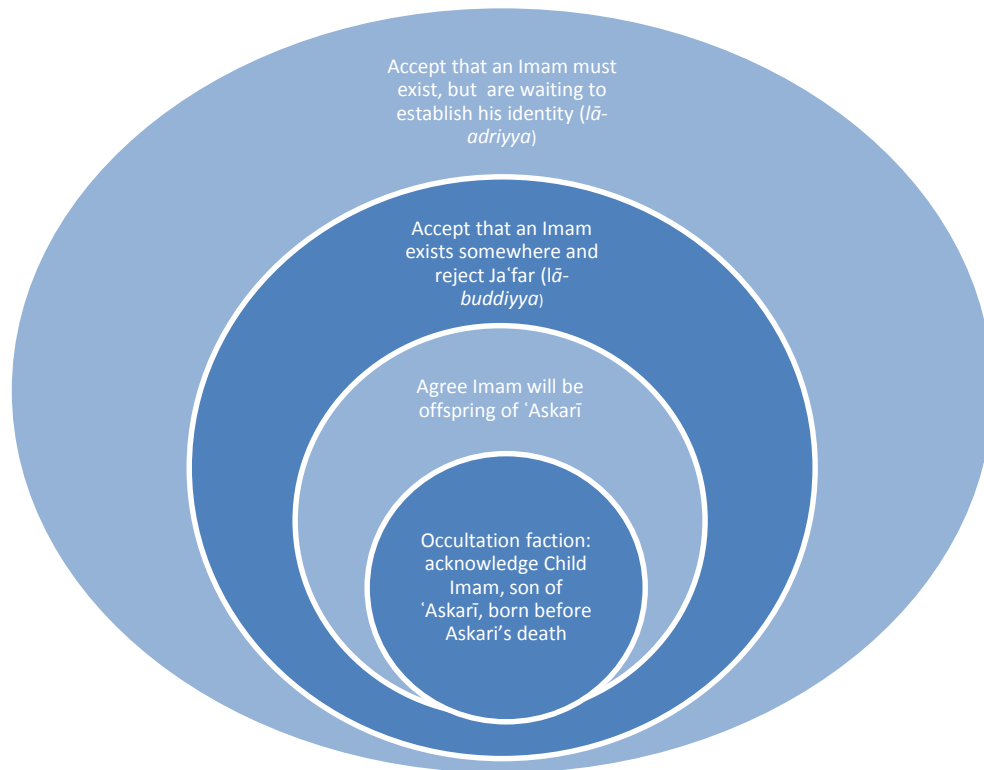 Accept that an Imam must
exist, but  are waiting to
establish his identity (lā-
adriyya)
Accept that an Imam
exists somewhere and
reject Jaʿfar (lā-
buddiyya)
Agree Imam will be
offspring of ʿAskarī
Occultation faction:
acknowledge Child
Imam, son of
ʿAskarī, born before
Askari’s death